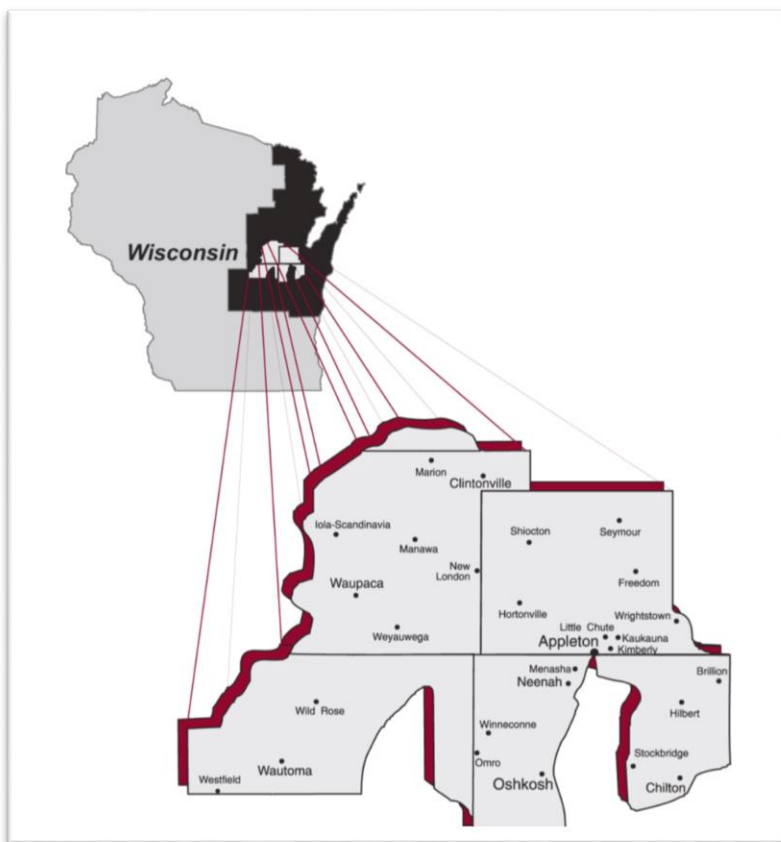 Wisconsin
Marion
Clintonville
Iola-Scandinavia
Manawa
Shiocton
Seymour
New
London
Freedom
Waupaca
Hortonville
Wrightstown
Weyauwega
Little Chute
Appleton
Kaukauna
Kimberly
Menasha
Neenah
Brillion
Wild Rose
Hilbert
Winneconne
Omro
Stockbridge
Wautoma
Westfield
Oshkosh
Chilton